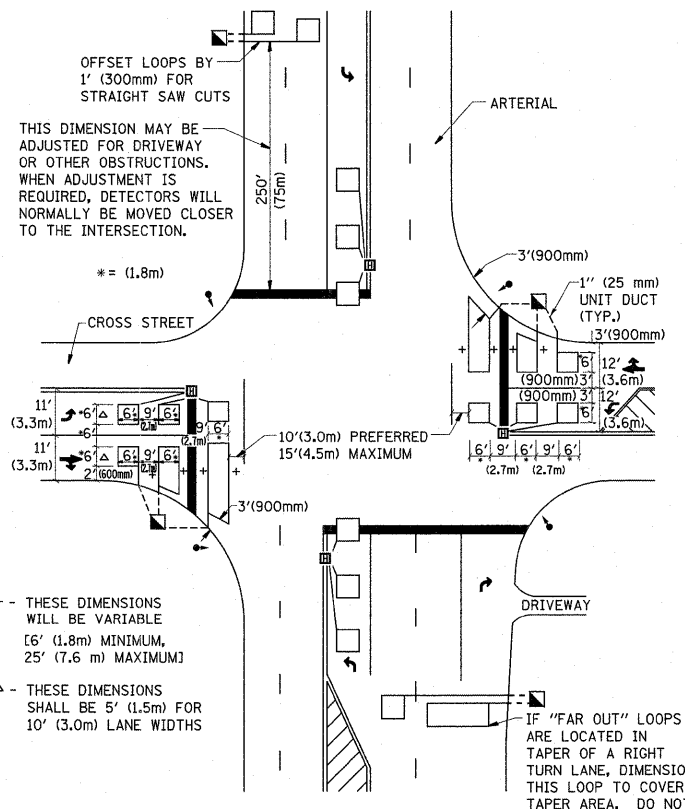 OFFSET LOOPS BY
1' (300mm) FOR
STRAIGHT SAW CUTS
ARTERIAL
THIS DIMENSION MAY BE
ADJUSTED FOR DRIVEWAY
OR OTHER OBSTRUCTIONS.
WHEN ADJUSTMENT IS
REQUIRED, DETECTORS WILL
NORMALLY BE MOVED CLOSER
TO THE INTERSECTION.
250'
(75m)
* = (1.8m)
H
3'(900mm)
1" (25 mm)
UNIT DUCT
(TYP.)
CROSS STREET
3'(900mm)
6'
*
12'
(3.6m)
(900mm) 3'
(900mm) 3'
12'
(3.6m)
6'
*
H
H
11'
(3.3m)
*6'
△
6'*
9'
(2.7m)
6'*
*6
9'
(2.7m)
6'
*
11'
(3.3m)
*6'
△
6'*
9'
(2.7m)
6'*
2'
(600mm)
10'(3.0m) PREFERRED
15'(4.5m) MAXIMUM
6'
*
9'
(2.7m)
6'
*
9'
(2.7m)
6'
*
3'(900mm)
H
- THESE DIMENSIONS
WILL BE VARIABLE
[6' (1.8m) MINIMUM,
25' (7.6 m) MAXIMUM]
DRIVEWAY
△ - THESE DIMENSIONS
SHALL BE 5' (1.5m) FOR
10' (3.0m) LANE WIDTHS
IF "FAR OUT" LOOPS
ARE LOCATED IN
TAPER OF A RIGHT
TURN LANE, DIMENSIO
THIS LOOP TO COVER
TAPER AREA. DO NOT